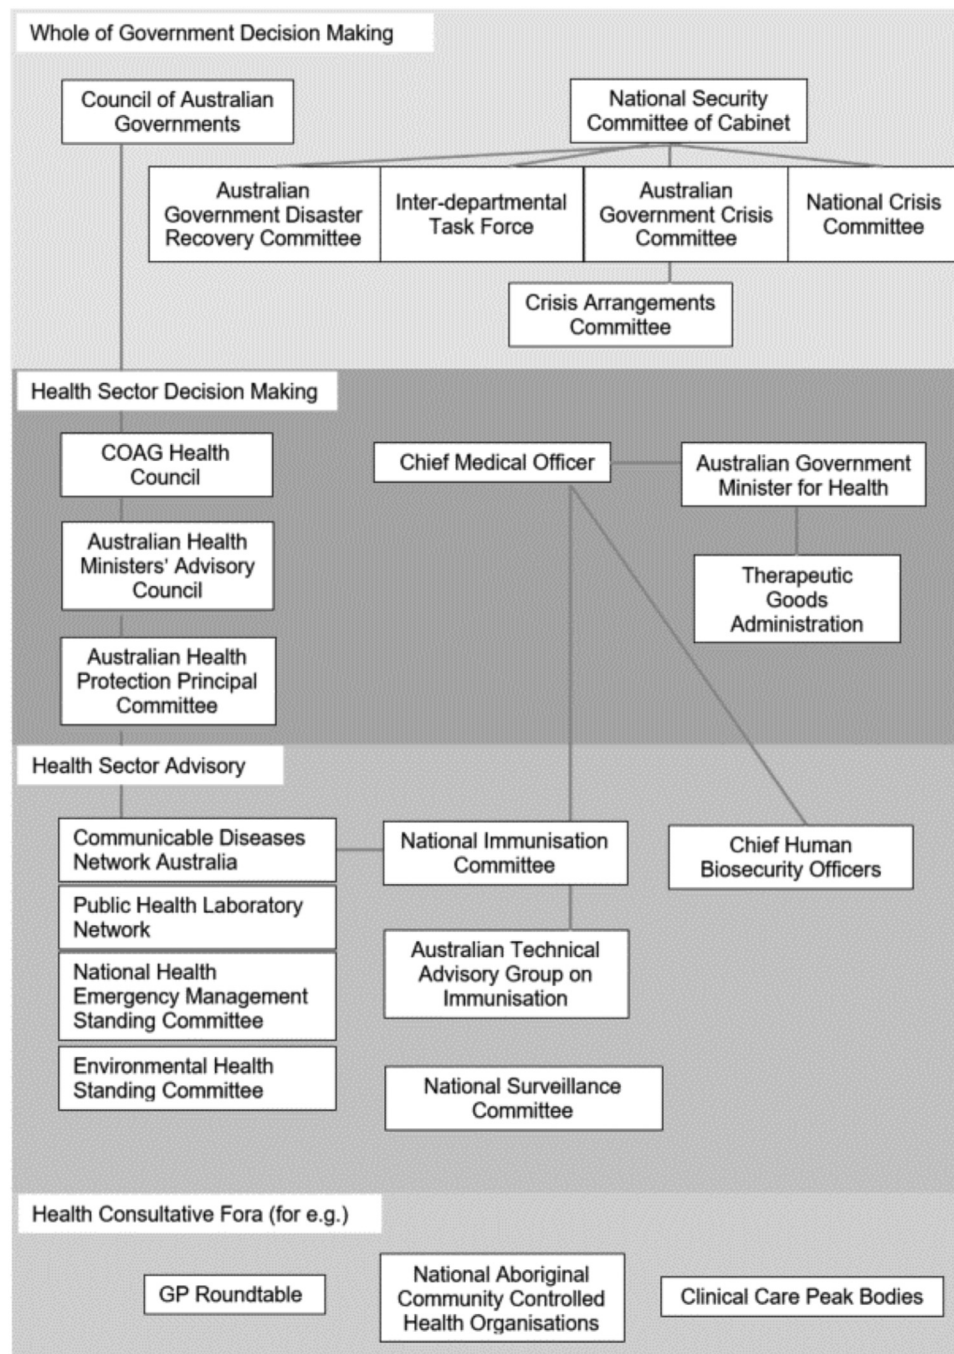 Whole of Government Decision Making
Council of Australian
Governments
National Security
Committee of Cabinet
Australian
Government Disaster
Recovery Committee
Inter-departmental
Task Force
Australian
Government Crisis
Committee
National Crisis
Committee
Crisis Arrangements
Committee
Health Sector Decision Making
COAG Health
Council
Chief Medical Officer
Australian Government
Minister for Health
Australian Health
Ministers' Advisory
Council
Therapeutic
Goods
Administration
Australian Health
Protection Principal
Committee
Health Sector Advisory
Communicable Diseases
Network Australia
National Immunisation
Committee
Chief Human
Biosecurity Officers
Public Health Laboratory
Network
Australian Technical
Advisory Group on
Immunisation
National Health
Emergency Management
Standing Committee
Environmental Health
Standing Committee
National Surveillance
Committee
Health Consultative Fora (for e.g.)
GP Roundtable
National Aboriginal
Community Controlled
Health Organisations
Clinical Care Peak Bodies